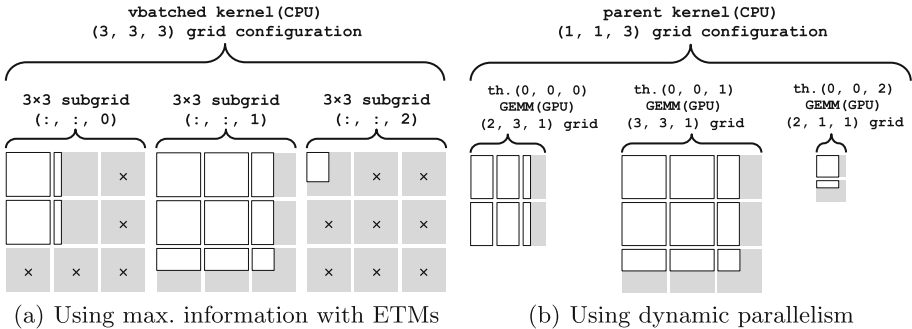 vbatched kernel(CPU)
(3, 3, 3) grid configuration
3×3 subgrid
(:, :, 0)
3×3 subgrid
(:, :, 1)
3×3 subgrid
(:, :, 2)
×
×
× × ×
× ×
× × ×
× × ×
(a) Using max. information with ETMs
parent kernel(CPU)
(1, 1, 3) grid configuration
th.(0, 0, 0)
GEMM(GPU)
(2, 3, 1) grid
th.(0, 0, 1)
GEMM(GPU)
(3, 3, 1) grid
th.(0, 0, 2)
GEMM(GPU)
(2, 1, 1) grid
(b) Using dynamic parallelism